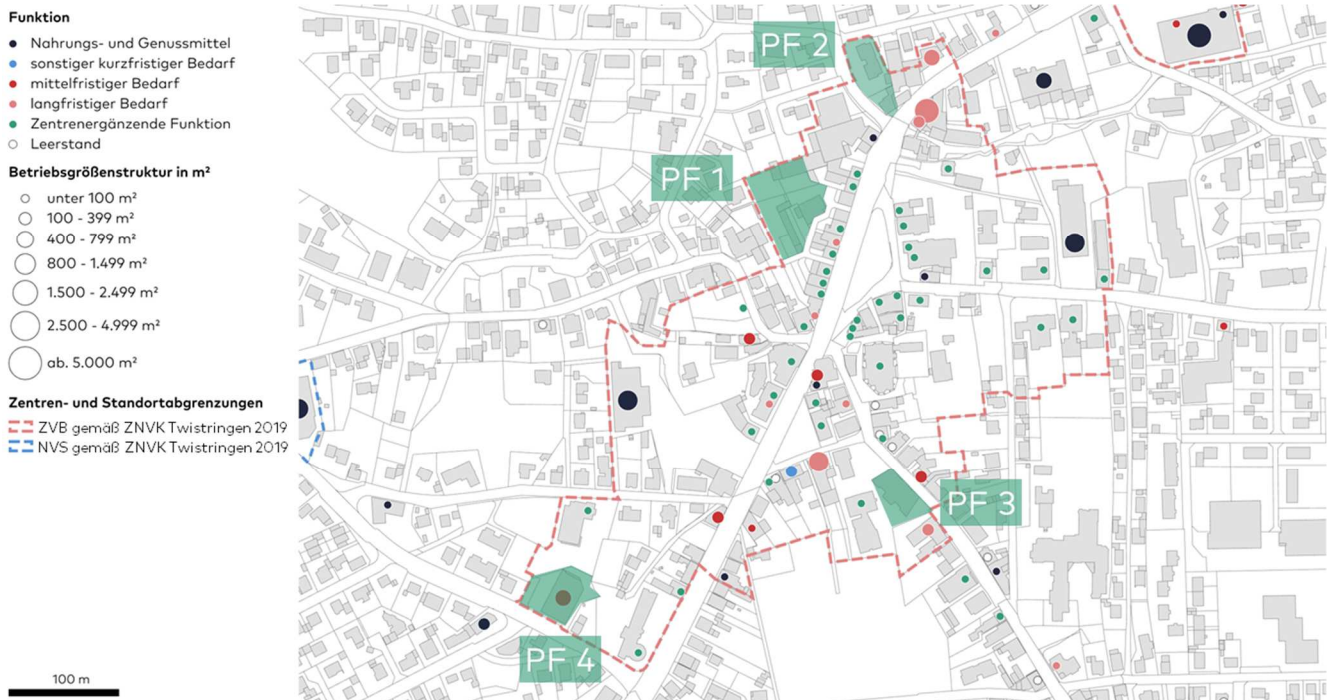 Funktion
Nahrungs- und Genussmittel
sonstiger kurzfristiger Bedarf
mittelfristiger Bedarf
langfristiger Bedarf
Zentrenergänzende Funktion
Leerstand
Betriebsgrößenstruktur in m²
unter 100 m²
100 - 399 m²
400 - 799 m²
800 - 1.499 m²
1.500 - 2.499 m²
2.500 - 4.999 m²
ab. 5.000 m²
Zentren- und Standortabgrenzungen
ZVB gemäß ZNVK Twistringen 2019
NVS gemäß ZNVK Twistringen 2019
100 m
PF 2
PF 1
PF 3
PF 4